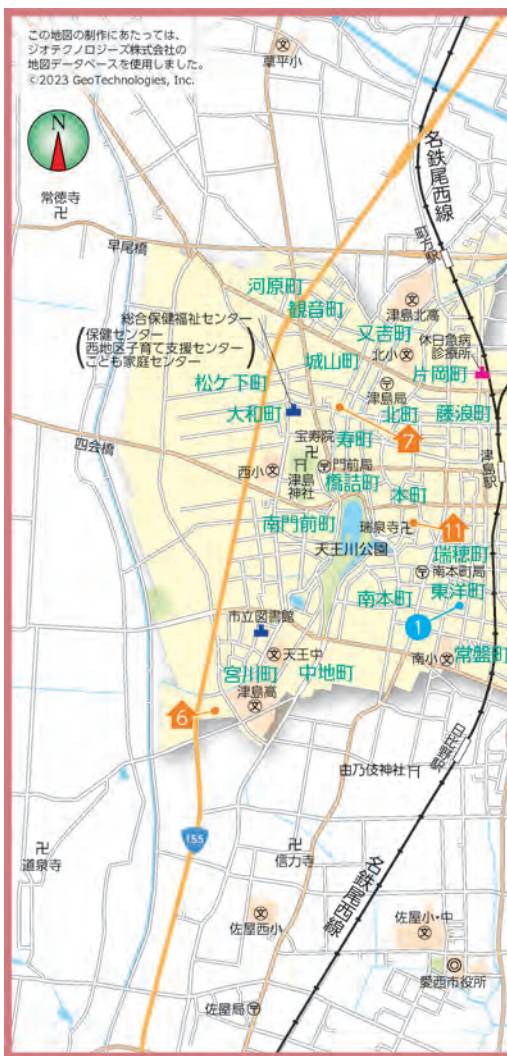 この地図の制作にあたっては、
ジオテクノロジーズ株式会社の
地図データベースを使用しました。
©2023 GeoTechnologies, Inc.
草平小
N
常徳寺
名鉄尾西線
早尾橋
町方駅
河原町
観音町
津島北高
総合保健福祉センター
保健センター
西地区子育て支援センター
こども家庭センター
又吉町
北小
休日急病
診療所
城山町
片岡町
松ケ下町
津島局
大和町
北町
藤浪町
7
四会橋
宝寿院
寿町
津島駅
西小
津島
神社
門前局
橋詰町
本町
南門前町
瑞泉寺
11
天王川公園
瑞穂町
南本町局
南本町
東洋町
1
市立図書館
天王中
南小
常盤町
宮川町
中地町
津島高
6
日比野駅
由乃伎神社
155
道泉寺
信力寺
名鉄尾西線
佐屋西小
佐屋小・中
愛西市役所
佐屋局